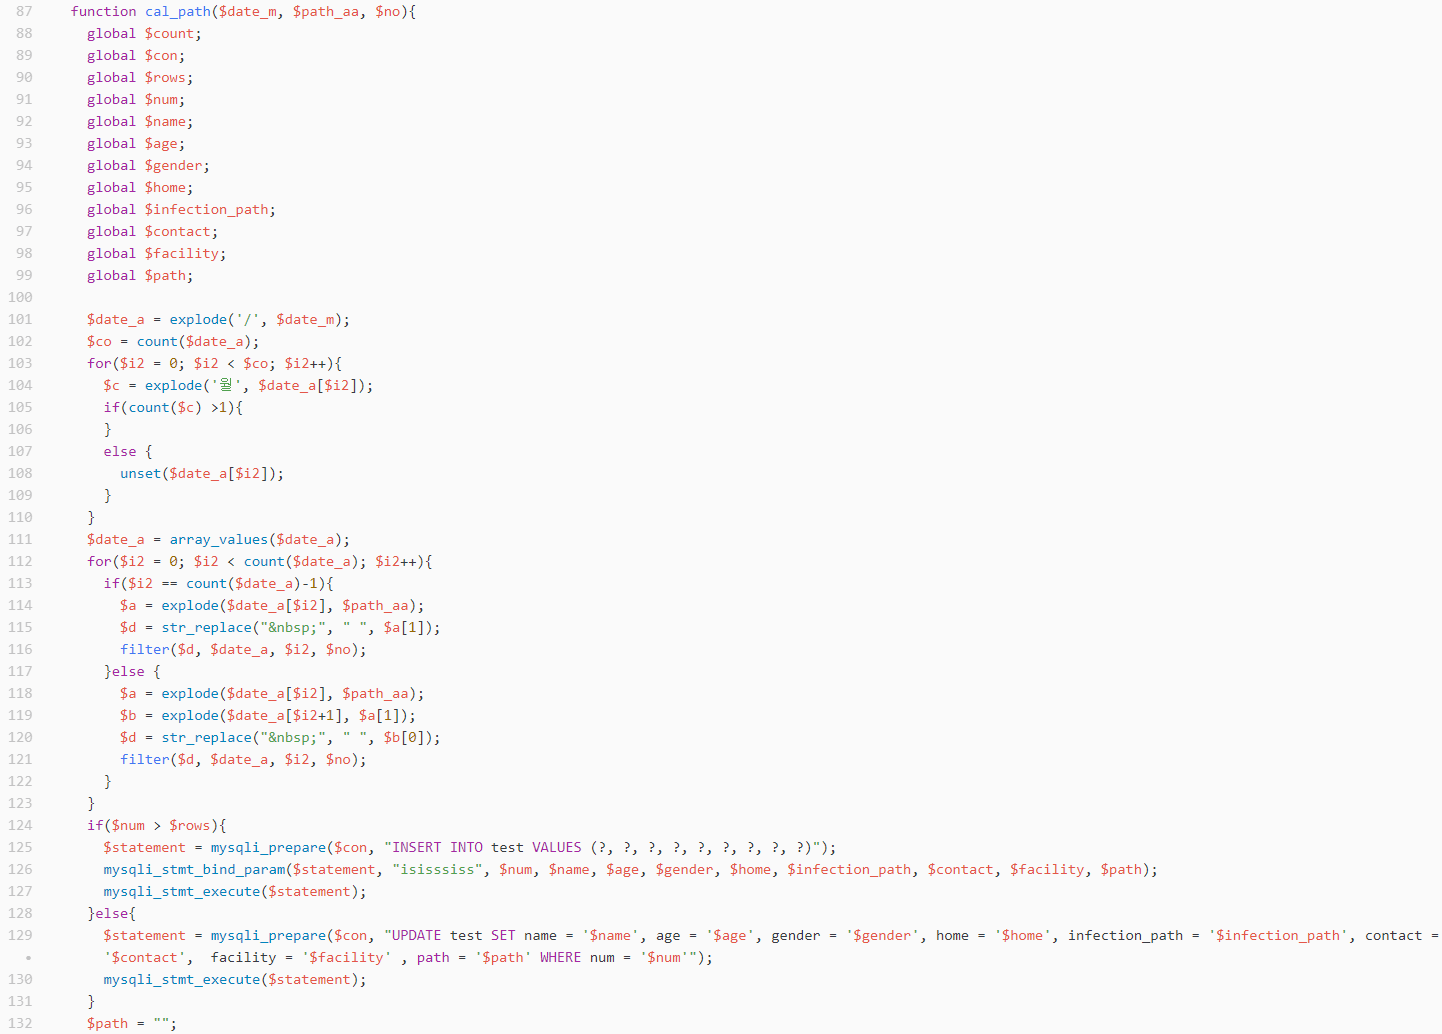 87 function cal_path($date_m, $path_aa, $no){
88 global $count;
89 global $con;
90 global $rows;
91 global $num;
92 global $name;
93 global $age;
94 global $gender;
95 global $home;
96 global $infection_path;
97 global $contact;
98 global $facility;
99 global $path;
100
101 $date_a = explode('/', $date_m);
102 $co = count($date_a);
103 for($i2 = 0; $i2 < $co; $i2++){
104 $c = explode('월', $date_a[$i2]);
105 if(count($c) >1){
106 }
107 else {
108 unset($date_a[$i2]);
109 }
110 }
111 $date_a = array_values($date_a);
112 for($i2 = 0; $i2 < count($date_a); $i2++){
113 if($i2 == count($date_a)-1){
114 $a = explode($date_a[$i2], $path_aa);
115 $d = str_replace("&nbsp;", " ", $a[1]);
116 filter($d, $date_a, $i2, $no);
117 }else {
118 $a = explode($date_a[$i2], $path_aa);
119 $b = explode($date_a[$i2+1], $a[1]);
120 $d = str_replace("&nbsp;", " ", $b[0]);
121 filter($d, $date_a, $i2, $no);
122 }
123 }
124 if($num > $rows){
125 $statement = mysqli_prepare($con, "INSERT INTO test VALUES (?, ?, ?, ?, ?, ?, ?, ?, ?)");
126 mysqli_stmt_bind_param($statement, "isisssiss", $num, $name, $age, $gender, $home, $infection_path, $contact, $facility, $path);
127 mysqli_stmt_execute($statement);
128 }else{
129 $statement = mysqli_prepare($con, "UPDATE test SET name = '$name', age = '$age', gender = '$gender', home = '$home', infection_path = '$infection_path', contact =
• '$contact', facility = '$facility' , path = '$path' WHERE num = '$num'");
130 mysqli_stmt_execute($statement);
131 }
132 $path = "";